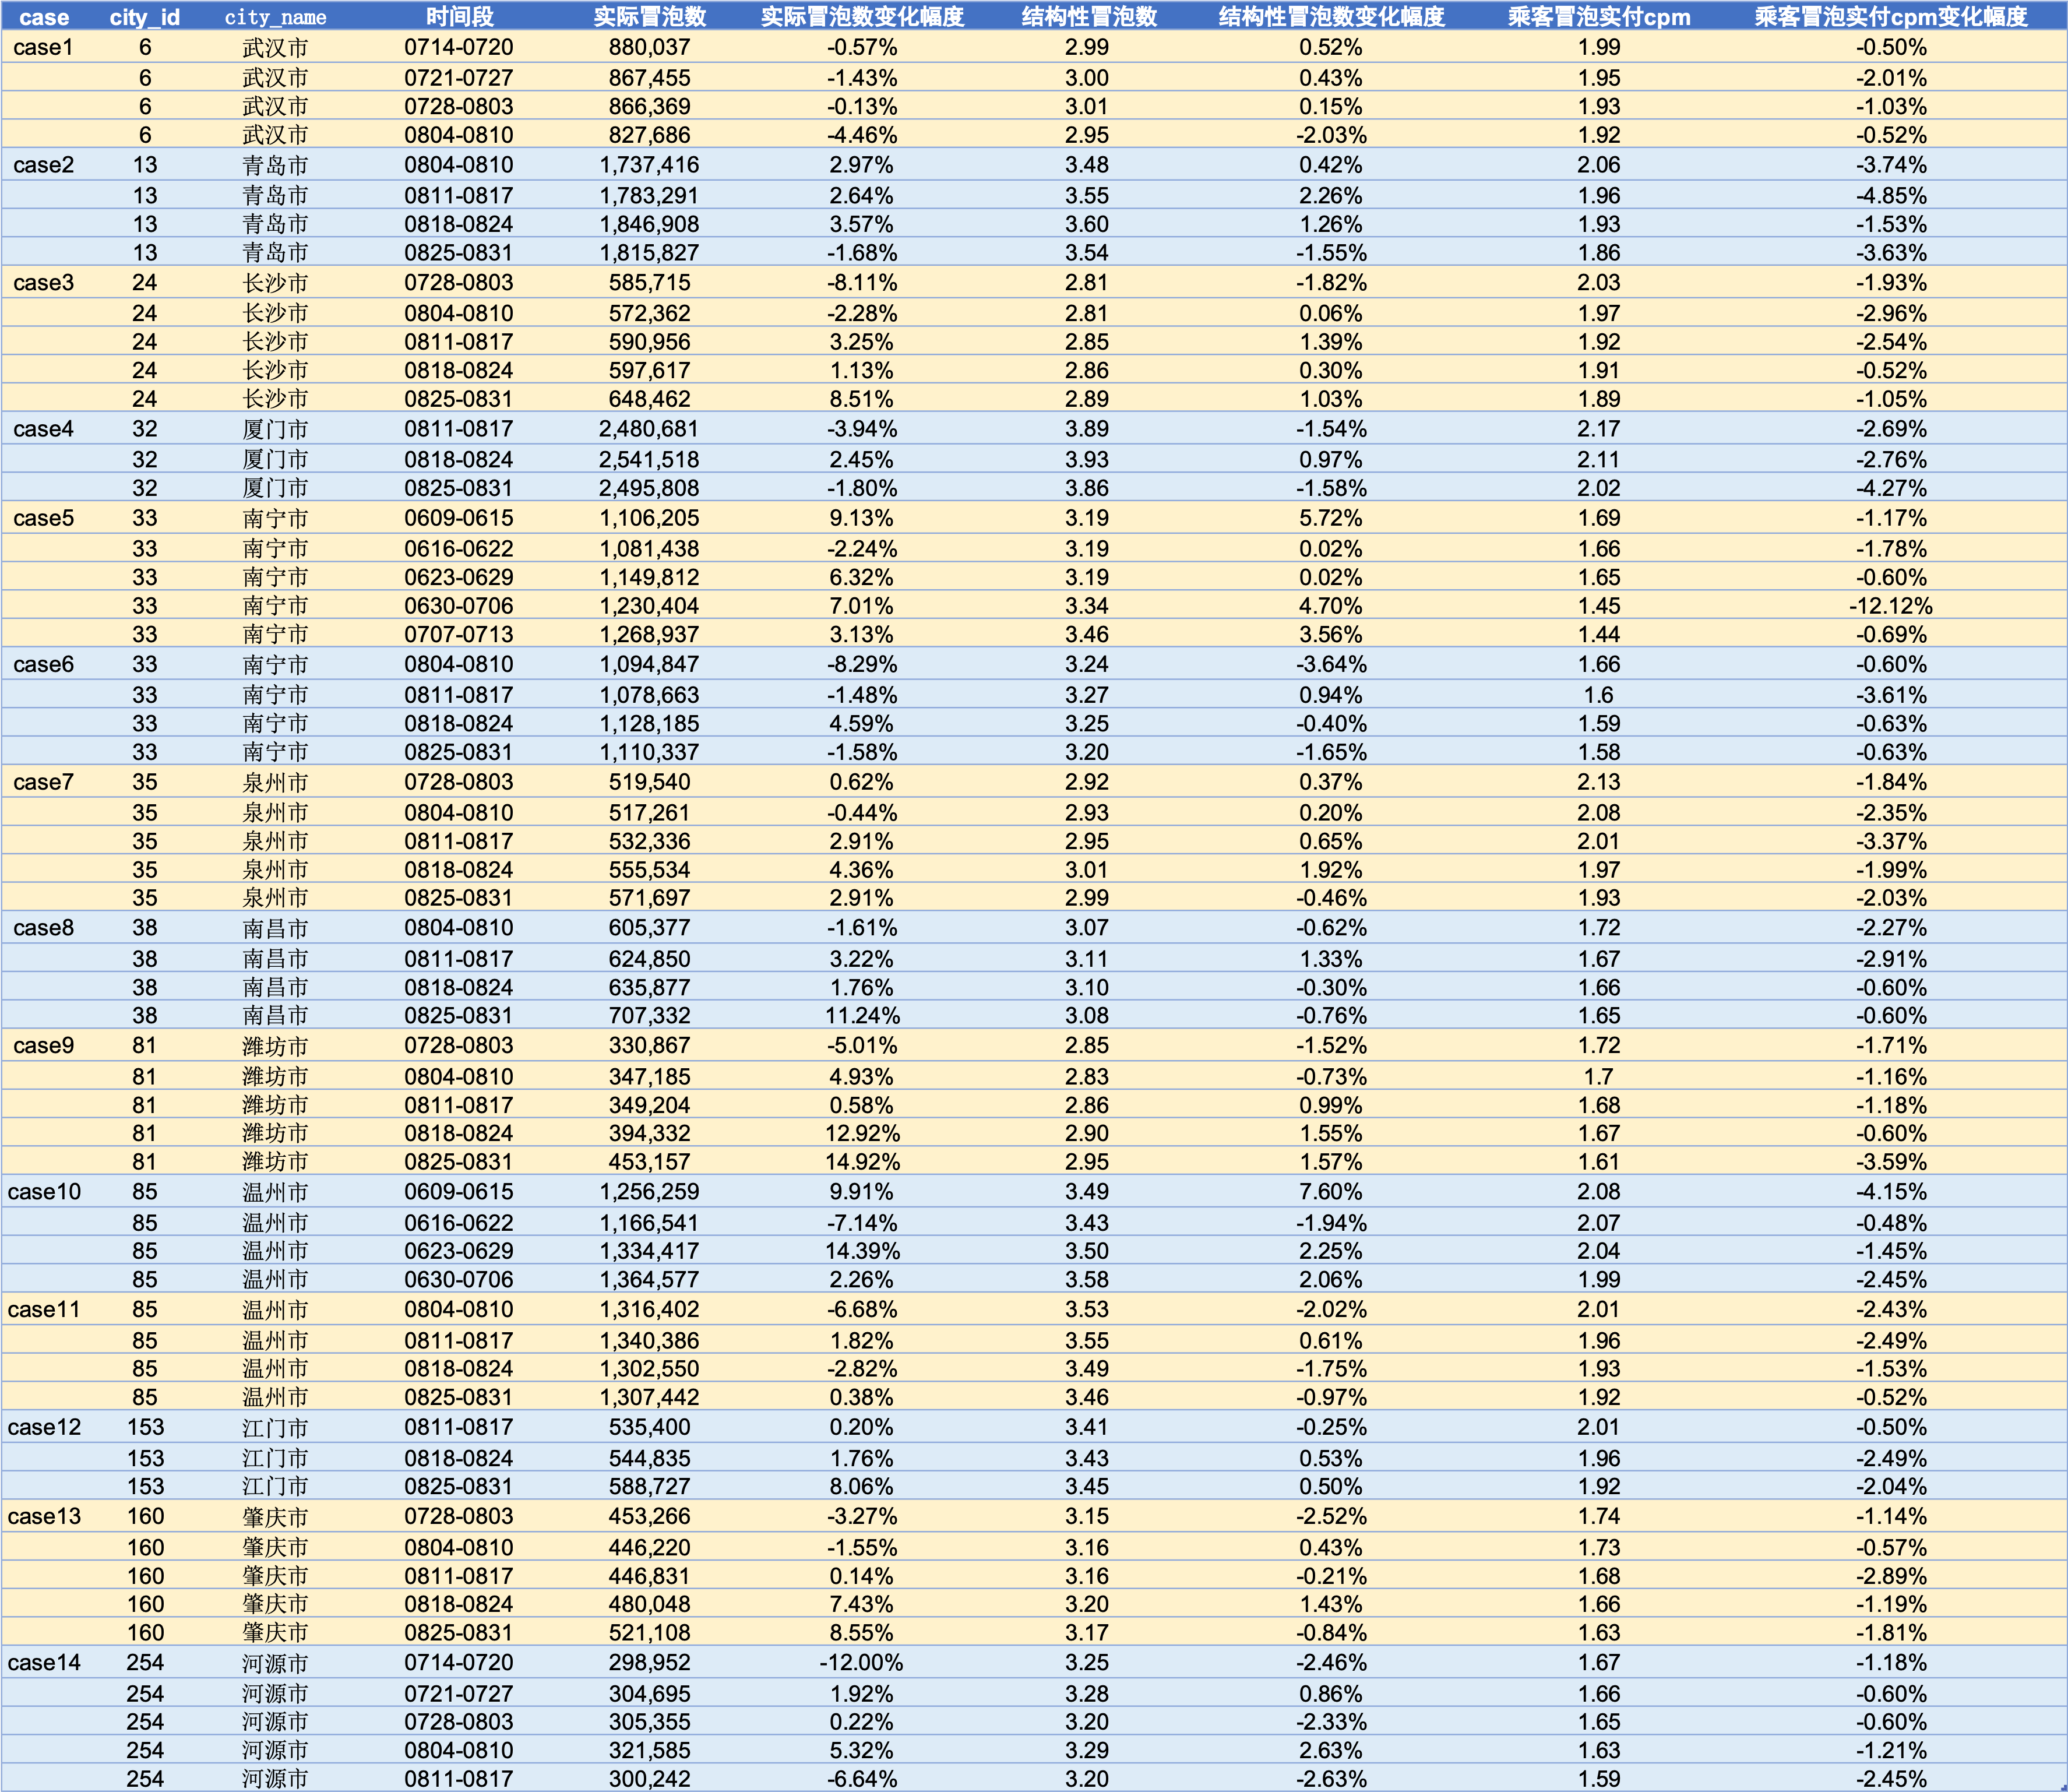 case city_id city_name 时间段 实际冒泡数 实际冒泡数变化幅度 结构性冒泡数 结构性冒泡数变化幅度 乘客冒泡实付cpm 乘客冒泡实付cpm变化幅度
case1 6 武汉市 0714-0720 880,037 -0.57% 2.99 0.52% 1.99 -0.50%
6 武汉市 0721-0727 867,455 -1.43% 3.00 0.43% 1.95 -2.01%
6 武汉市 0728-0803 866,369 -0.13% 3.01 0.15% 1.93 -1.03%
6 武汉市 0804-0810 827,686 -4.46% 2.95 -2.03% 1.92 -0.52%
case2 13 青岛市 0804-0810 1,737,416 2.97% 3.48 0.42% 2.06 -3.74%
13 青岛市 0811-0817 1,783,291 2.64% 3.55 2.26% 1.96 -4.85%
13 青岛市 0818-0824 1,846,908 3.57% 3.60 1.26% 1.93 -1.53%
13 青岛市 0825-0831 1,815,827 -1.68% 3.54 -1.55% 1.86 -3.63%
case3 24 长沙市 0728-0803 585,715 -8.11% 2.81 -1.82% 2.03 -1.93%
24 长沙市 0804-0810 572,362 -2.28% 2.81 0.06% 1.97 -2.96%
24 长沙市 0811-0817 590,956 3.25% 2.85 1.39% 1.92 -2.54%
24 长沙市 0818-0824 597,617 1.13% 2.86 0.30% 1.91 -0.52%
24 长沙市 0825-0831 648,462 8.51% 2.89 1.03% 1.89 -1.05%
case4 32 厦门市 0811-0817 2,480,681 -3.94% 3.89 -1.54% 2.17 -2.69%
32 厦门市 0818-0824 2,541,518 2.45% 3.93 0.97% 2.11 -2.76%
32 厦门市 0825-0831 2,495,808 -1.80% 3.86 -1.58% 2.02 -4.27%
case5 33 南宁市 0609-0615 1,106,205 9.13% 3.19 5.72% 1.69 -1.17%
33 南宁市 0616-0622 1,081,438 -2.24% 3.19 0.02% 1.66 -1.78%
33 南宁市 0623-0629 1,149,812 6.32% 3.19 0.02% 1.65 -0.60%
33 南宁市 0630-0706 1,230,404 7.01% 3.34 4.70% 1.45 -12.12%
33 南宁市 0707-0713 1,268,937 3.13% 3.46 3.56% 1.44 -0.69%
case6 33 南宁市 0804-0810 1,094,847 -8.29% 3.24 -3.64% 1.66 -0.60%
33 南宁市 0811-0817 1,078,663 -1.48% 3.27 0.94% 1.6 -3.61%
33 南宁市 0818-0824 1,128,185 4.59% 3.25 -0.40% 1.59 -0.63%
33 南宁市 0825-0831 1,110,337 -1.58% 3.20 -1.65% 1.58 -0.63%
case7 35 泉州市 0728-0803 519,540 0.62% 2.92 0.37% 2.13 -1.84%
35 泉州市 0804-0810 517,261 -0.44% 2.93 0.20% 2.08 -2.35%
35 泉州市 0811-0817 532,336 2.91% 2.95 0.65% 2.01 -3.37%
35 泉州市 0818-0824 555,534 4.36% 3.01 1.92% 1.97 -1.99%
35 泉州市 0825-0831 571,697 2.91% 2.99 -0.46% 1.93 -2.03%
case8 38 南昌市 0804-0810 605,377 -1.61% 3.07 -0.62% 1.72 -2.27%
38 南昌市 0811-0817 624,850 3.22% 3.11 1.33% 1.67 -2.91%
38 南昌市 0818-0824 635,877 1.76% 3.10 -0.30% 1.66 -0.60%
38 南昌市 0825-0831 707,332 11.24% 3.08 -0.76% 1.65 -0.60%
case9 81 潍坊市 0728-0803 330,867 -5.01% 2.85 -1.52% 1.72 -1.71%
81 潍坊市 0804-0810 347,185 4.93% 2.83 -0.73% 1.7 -1.16%
81 潍坊市 0811-0817 349,204 0.58% 2.86 0.99% 1.68 -1.18%
81 潍坊市 0818-0824 394,332 12.92% 2.90 1.55% 1.67 -0.60%
81 潍坊市 0825-0831 453,157 14.92% 2.95 1.57% 1.61 -3.59%
case10 85 温州市 0609-0615 1,256,259 9.91% 3.49 7.60% 2.08 -4.15%
85 温州市 0616-0622 1,166,541 -7.14% 3.43 -1.94% 2.07 -0.48%
85 温州市 0623-0629 1,334,417 14.39% 3.50 2.25% 2.04 -1.45%
85 温州市 0630-0706 1,364,577 2.26% 3.58 2.06% 1.99 -2.45%
case11 85 温州市 0804-0810 1,316,402 -6.68% 3.53 -2.02% 2.01 -2.43%
85 温州市 0811-0817 1,340,386 1.82% 3.55 0.61% 1.96 -2.49%
85 温州市 0818-0824 1,302,550 -2.82% 3.49 -1.75% 1.93 -1.53%
85 温州市 0825-0831 1,307,442 0.38% 3.46 -0.97% 1.92 -0.52%
case12 153 江门市 0811-0817 535,400 0.20% 3.41 -0.25% 2.01 -0.50%
153 江门市 0818-0824 544,835 1.76% 3.43 0.53% 1.96 -2.49%
153 江门市 0825-0831 588,727 8.06% 3.45 0.50% 1.92 -2.04%
case13 160 肇庆市 0728-0803 453,266 -3.27% 3.15 -2.52% 1.74 -1.14%
160 肇庆市 0804-0810 446,220 -1.55% 3.16 0.43% 1.73 -0.57%
160 肇庆市 0811-0817 446,831 0.14% 3.16 -0.21% 1.68 -2.89%
160 肇庆市 0818-0824 480,048 7.43% 3.20 1.43% 1.66 -1.19%
160 肇庆市 0825-0831 521,108 8.55% 3.17 -0.84% 1.63 -1.81%
case14 254 河源市 0714-0720 298,952 -12.00% 3.25 -2.46% 1.67 -1.18%
254 河源市 0721-0727 304,695 1.92% 3.28 0.86% 1.66 -0.60%
254 河源市 0728-0803 305,355 0.22% 3.20 -2.33% 1.65 -0.60%
254 河源市 0804-0810 321,585 5.32% 3.29 2.63% 1.63 -1.21%
254 河源市 0811-0817 300,242 -6.64% 3.20 -2.63% 1.59 -2.45%